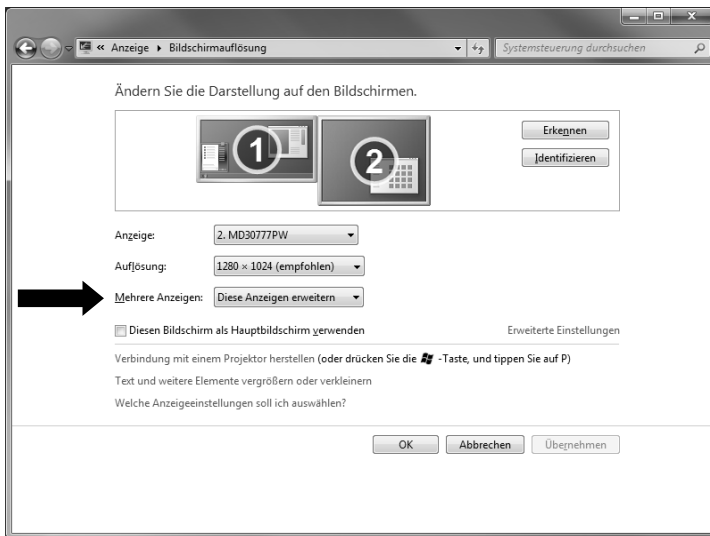 « Anzeige ▸ Bildschirmauflösung
Systemsteuerung durchsuchen
Ändern Sie die Darstellung auf den Bildschirmen.
1
2
Erkennen
Identifizieren
Anzeige: 2. MD30777PW
Auflösung: 1280 × 1024 (empfohlen)
Mehrere Anzeigen: Diese Anzeigen erweitern
Diesen Bildschirm als Hauptbildschirm verwenden Erweiterte Einstellungen
Verbindung mit einem Projektor herstellen (oder drücken Sie die -Taste, und tippen Sie auf P)
Text und weitere Elemente vergrößern oder verkleinern
Welche Anzeigeeinstellungen soll ich auswählen?
OK Abbrechen Übernehmen